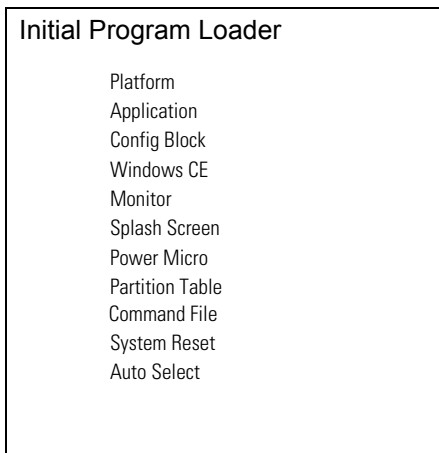 Initial Program Loader
Platform
Application
Config Block
Windows CE
Monitor
Splash Screen
Power Micro
Partition Table
Command File
System Reset
Auto Select